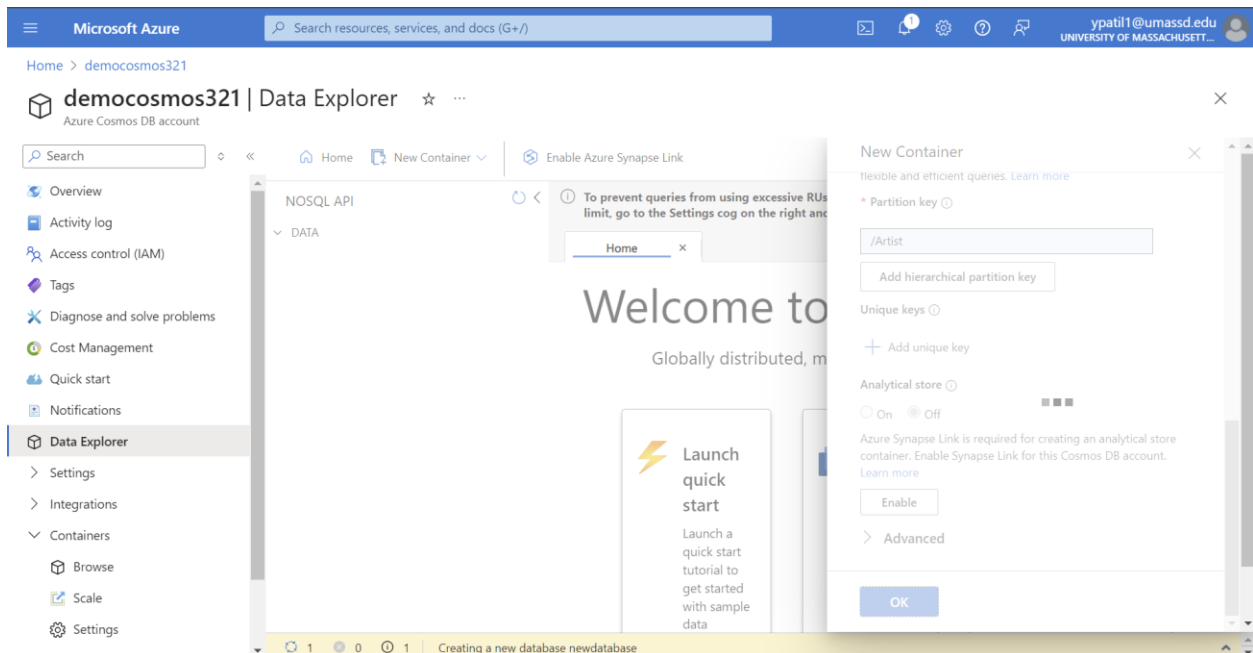 Microsoft Azure
Search resources, services, and docs (G+/)
1
ypatil1@umassd.edu
UNIVERSITY OF MASSACHUSETT...
Home > democosmos321
democosmos321 | Data Explorer
Azure Cosmos DB account
Search
Home
New Container
Enable Azure Synapse Link
Overview
Activity log
Access control (IAM)
Tags
Diagnose and solve problems
Cost Management
Quick start
Notifications
Data Explorer
Settings
Integrations
Containers
Browse
Scale
Settings
NOSQL API
DATA
To prevent queries from using excessive RUs
limit, go to the Settings cog on the right and
Home
Welcome to
Globally distributed, m
Launch
quick
start
Launch a
quick start
tutorial to
get started
with sample
data
New Container
flexible and efficient queries. Learn more
* Partition key
/Artist
Add hierarchical partition key
Unique keys
Add unique key
Analytical store
On Off
Azure Synapse Link is required for creating an analytical store
container. Enable Synapse Link for this Cosmos DB account.
Learn more
Enable
Advanced
OK
1 0 1 Creating a new database newdatabase